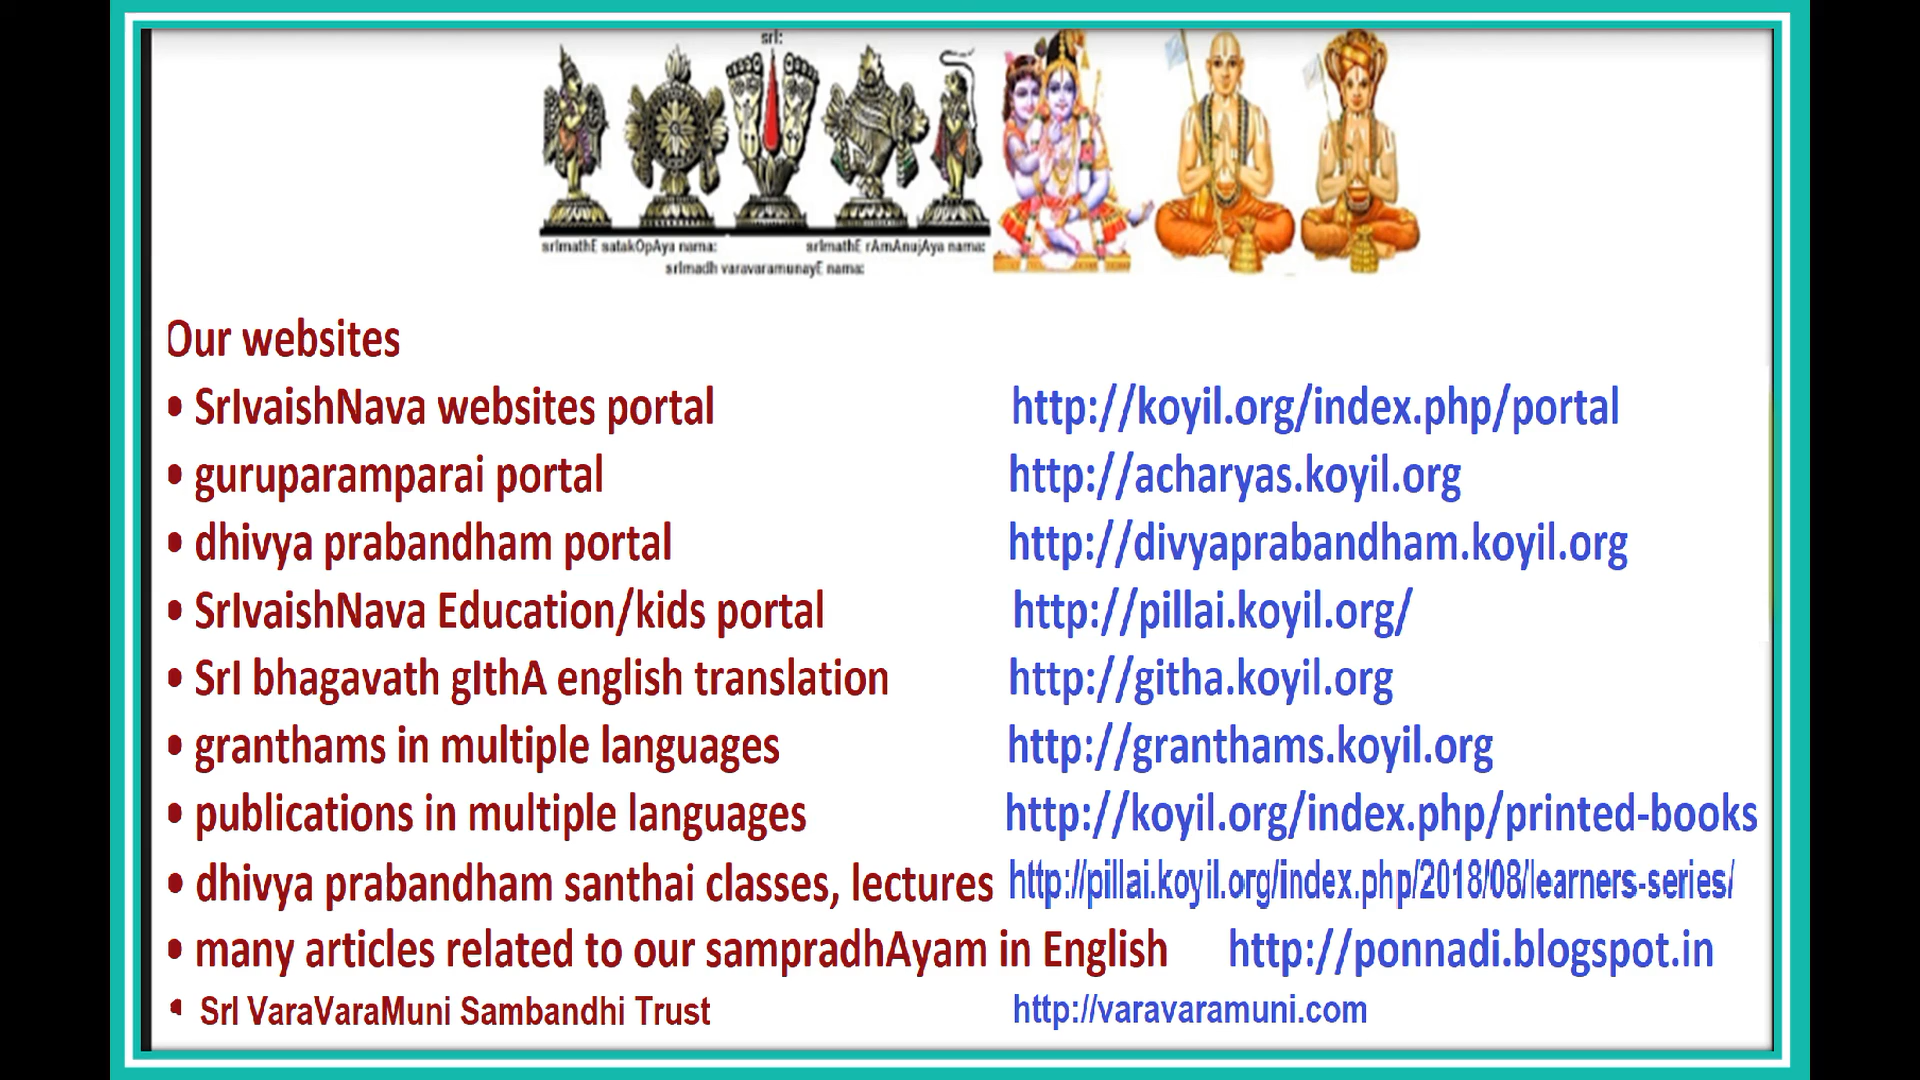 srI:
srImathE satakOpAya nama: srImathE rAmAnujAya nama:
srImadh varavaramunayE nama:
Our websites
• SrIvaishNava websites portal http://koyil.org/index.php/portal
• guruparamparai portal http://acharyas.koyil.org
• dhivya prabandham portal http://divyaprabandham.koyil.org
• SrIvaishNava Education/kids portal http://pillai.koyil.org/
• SrI bhagavath gIthA english translation http://githa.koyil.org
• granthams in multiple languages http://granthams.koyil.org
• publications in multiple languages http://koyil.org/index.php/printed-books
• dhivya prabandham santhai classes, lectures http://pillai.koyil.org/index.php/2018/08/learners-series/
• many articles related to our sampradhAyam in English http://ponnadi.blogspot.in
• SrI VaraVaraMuni Sambandhi Trust http://varavaramuni.com